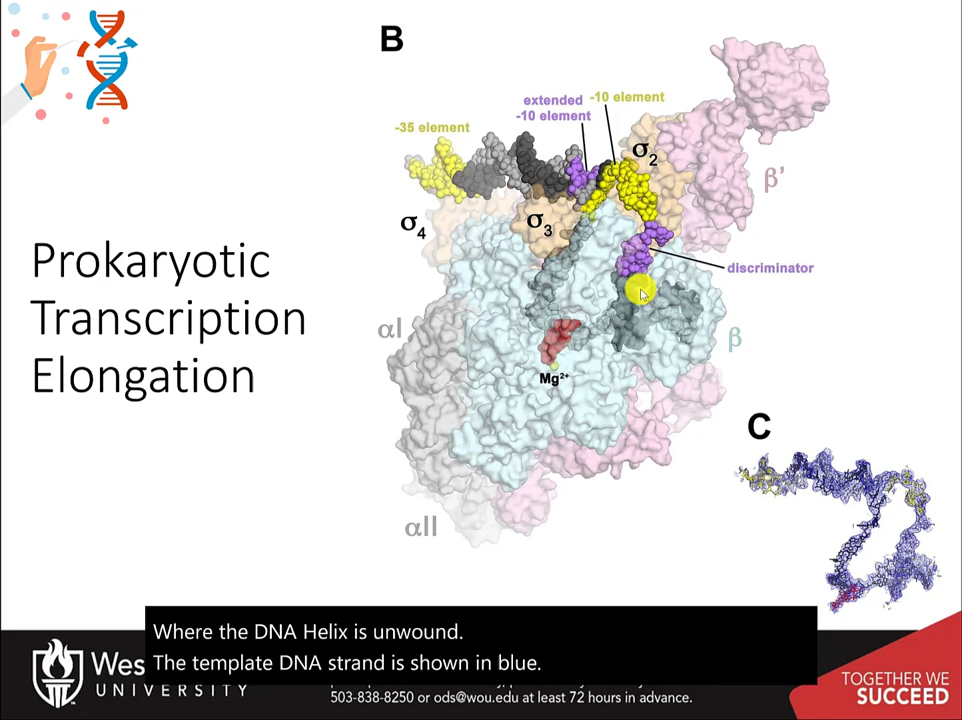 B
extended
-10 element
-10 element
-35 element
σ2
β’
σ4
σ3
discriminator
Prokaryotic
Transcription
Elongation
αI
β
Mg2+
C
αII
Where the DNA Helix is unwound.
The template DNA strand is shown in blue.
Wes
UNIVERSITY
503-838-8250 or ods@wou.edu at least 72 hours in advance.
TOGETHER WE
SUCCEED